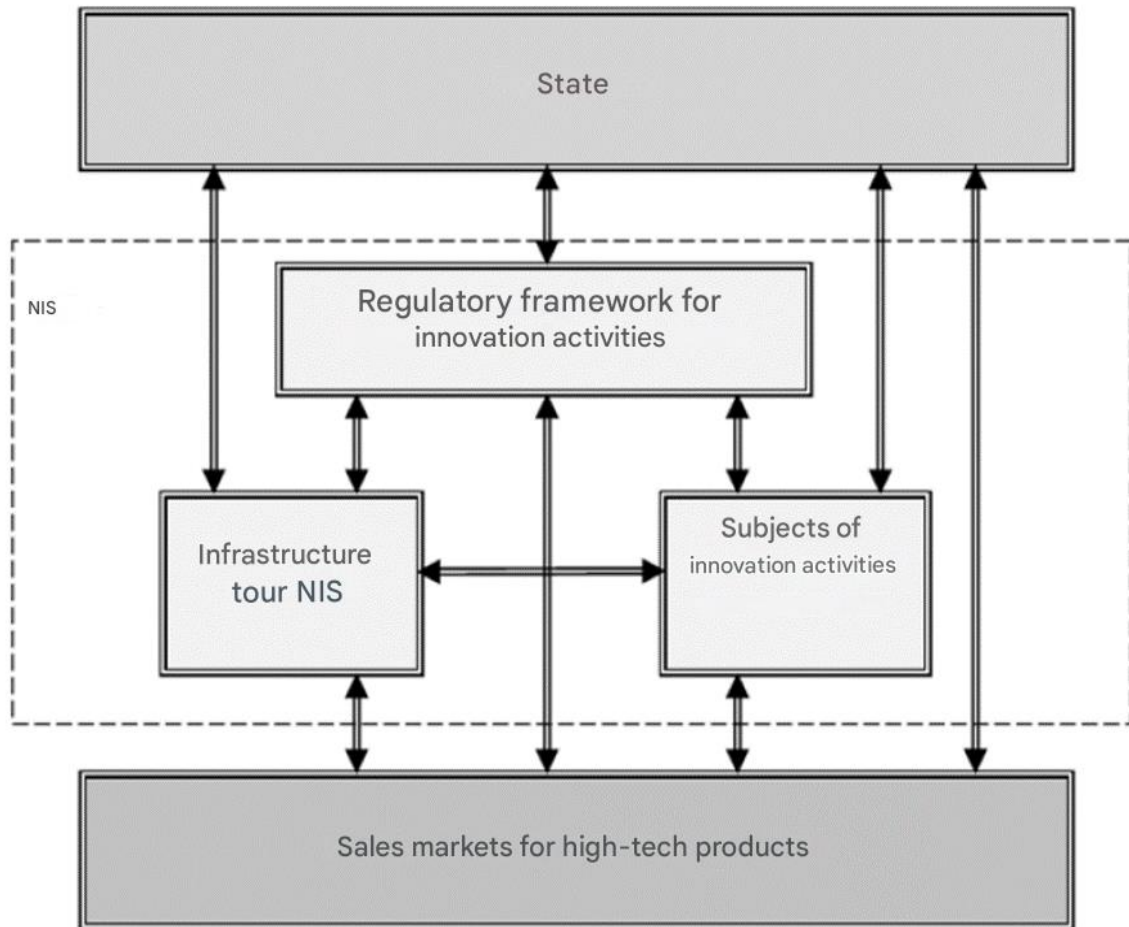 State
NIS
Regulatory framework for
innovation activities
Infrastructure
tour NIS
Subjects of
innovation activities
Sales markets for high-tech products